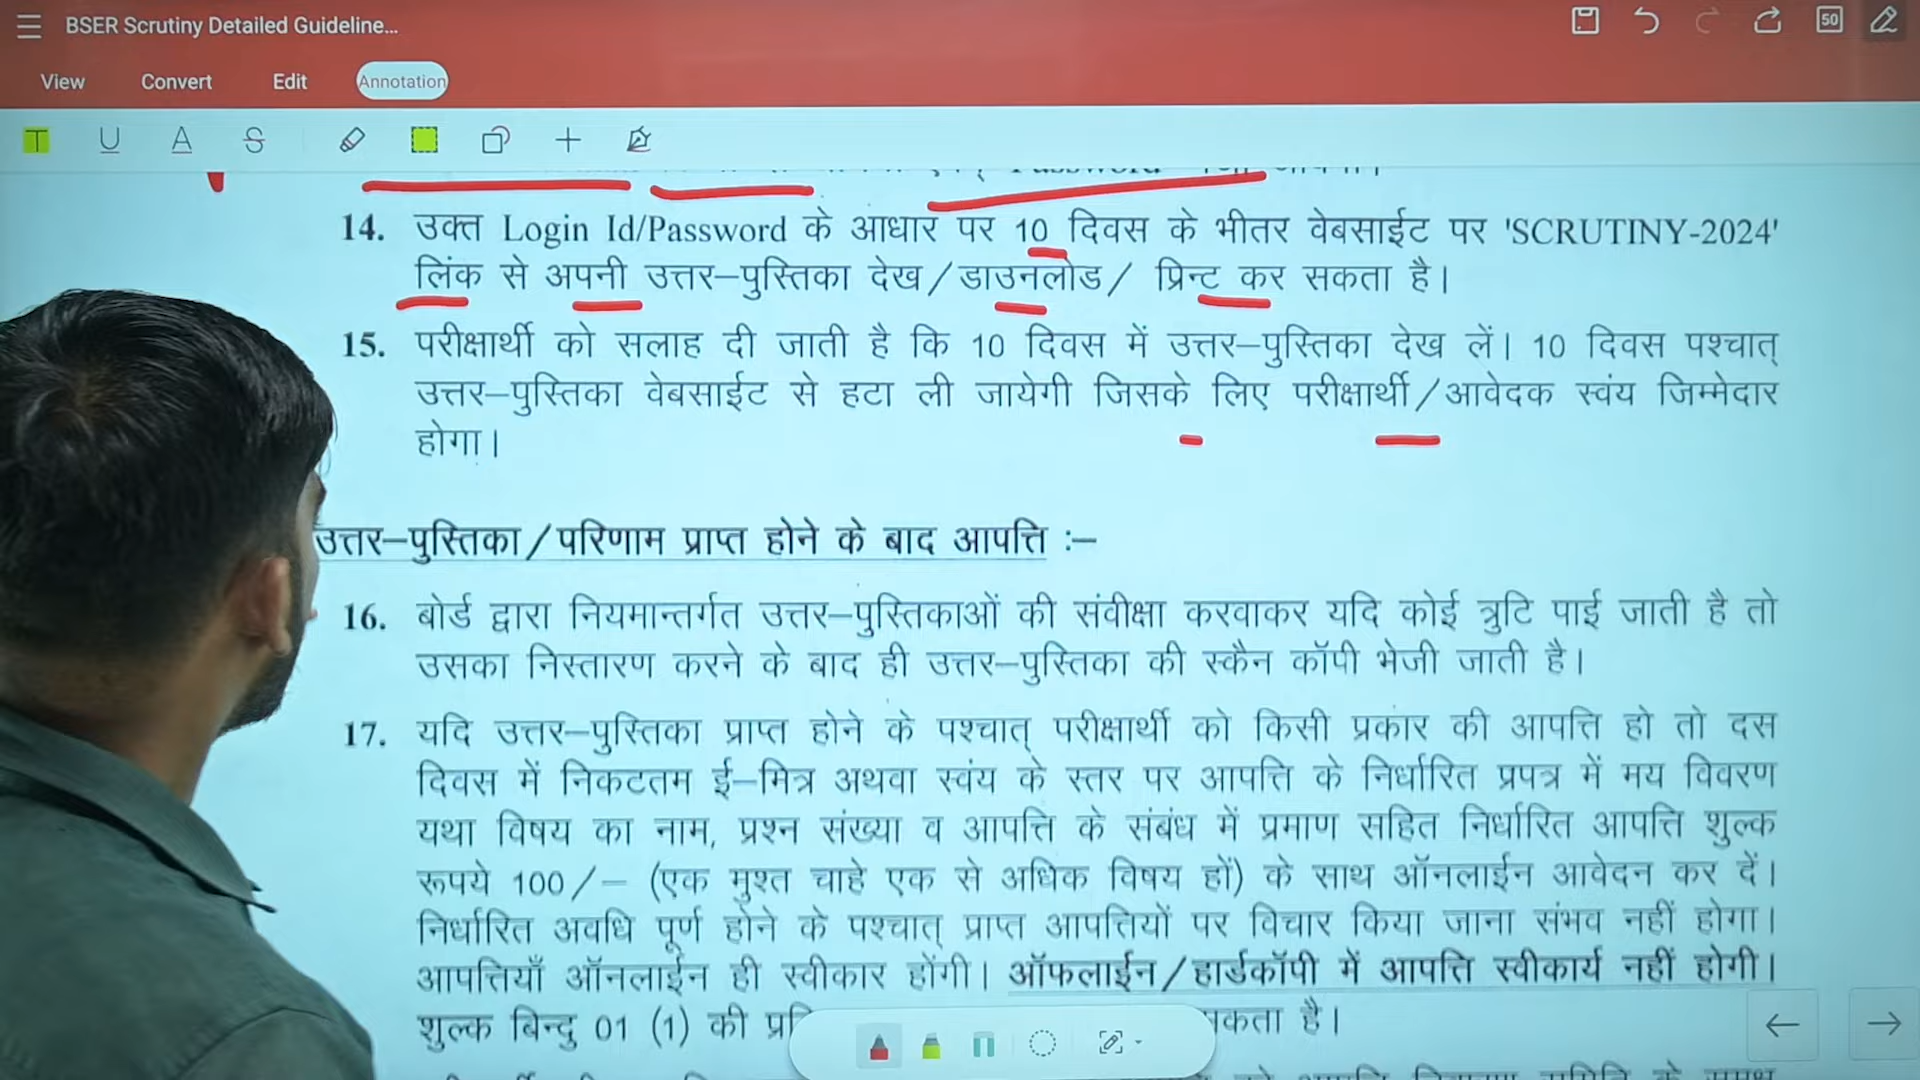 BSER Scrutiny Detailed Guideline...
50
View Convert Edit Annotation
T U A S
Password
14. उक्त Login Id/Password के आधार पर 10 दिवस के भीतर वेबसाईट पर 'SCRUTINY-2024'
लिंक से अपनी उत्तर–पुस्तिका देख/डाउनलोड/ प्रिन्ट कर सकता है।
15. परीक्षार्थी को सलाह दी जाती है कि 10 दिवस में उत्तर–पुस्तिका देख लें। 10 दिवस पश्चात्
उत्तर–पुस्तिका वेबसाईट से हटा ली जायेगी जिसके लिए परीक्षार्थी/आवेदक स्वंय जिम्मेदार
होगा।
उत्तर–पुस्तिका/परिणाम प्राप्त होने के बाद आपत्ति :–
16. बोर्ड द्वारा नियमान्तर्गत उत्तर–पुस्तिकाओं की संवीक्षा करवाकर यदि कोई त्रुटि पाई जाती है तो
उसका निस्तारण करने के बाद ही उत्तर–पुस्तिका की स्कैन कॉपी भेजी जाती है।
17. यदि उत्तर–पुस्तिका प्राप्त होने के पश्चात् परीक्षार्थी को किसी प्रकार की आपत्ति हो तो दस
दिवस में निकटतम ई–मित्र अथवा स्वंय के स्तर पर आपत्ति के निर्धारित प्रपत्र में मय विवरण
यथा विषय का नाम, प्रश्न संख्या व आपत्ति के संबंध में प्रमाण सहित निर्धारित आपत्ति शुल्क
रूपये 100/– (एक मुश्त चाहे एक से अधिक विषय हों) के साथ ऑनलाईन आवेदन कर दें।
निर्धारित अवधि पूर्ण होने के पश्चात् प्राप्त आपत्तियों पर विचार किया जाना संभव नहीं होगा।
आपत्तियाँ ऑनलाईन ही स्वीकार होंगी। ऑफलाईन/हार्डकॉपी में आपत्ति स्वीकार्य नहीं होगी।
शुल्क बिन्दु 01 (1) की है।